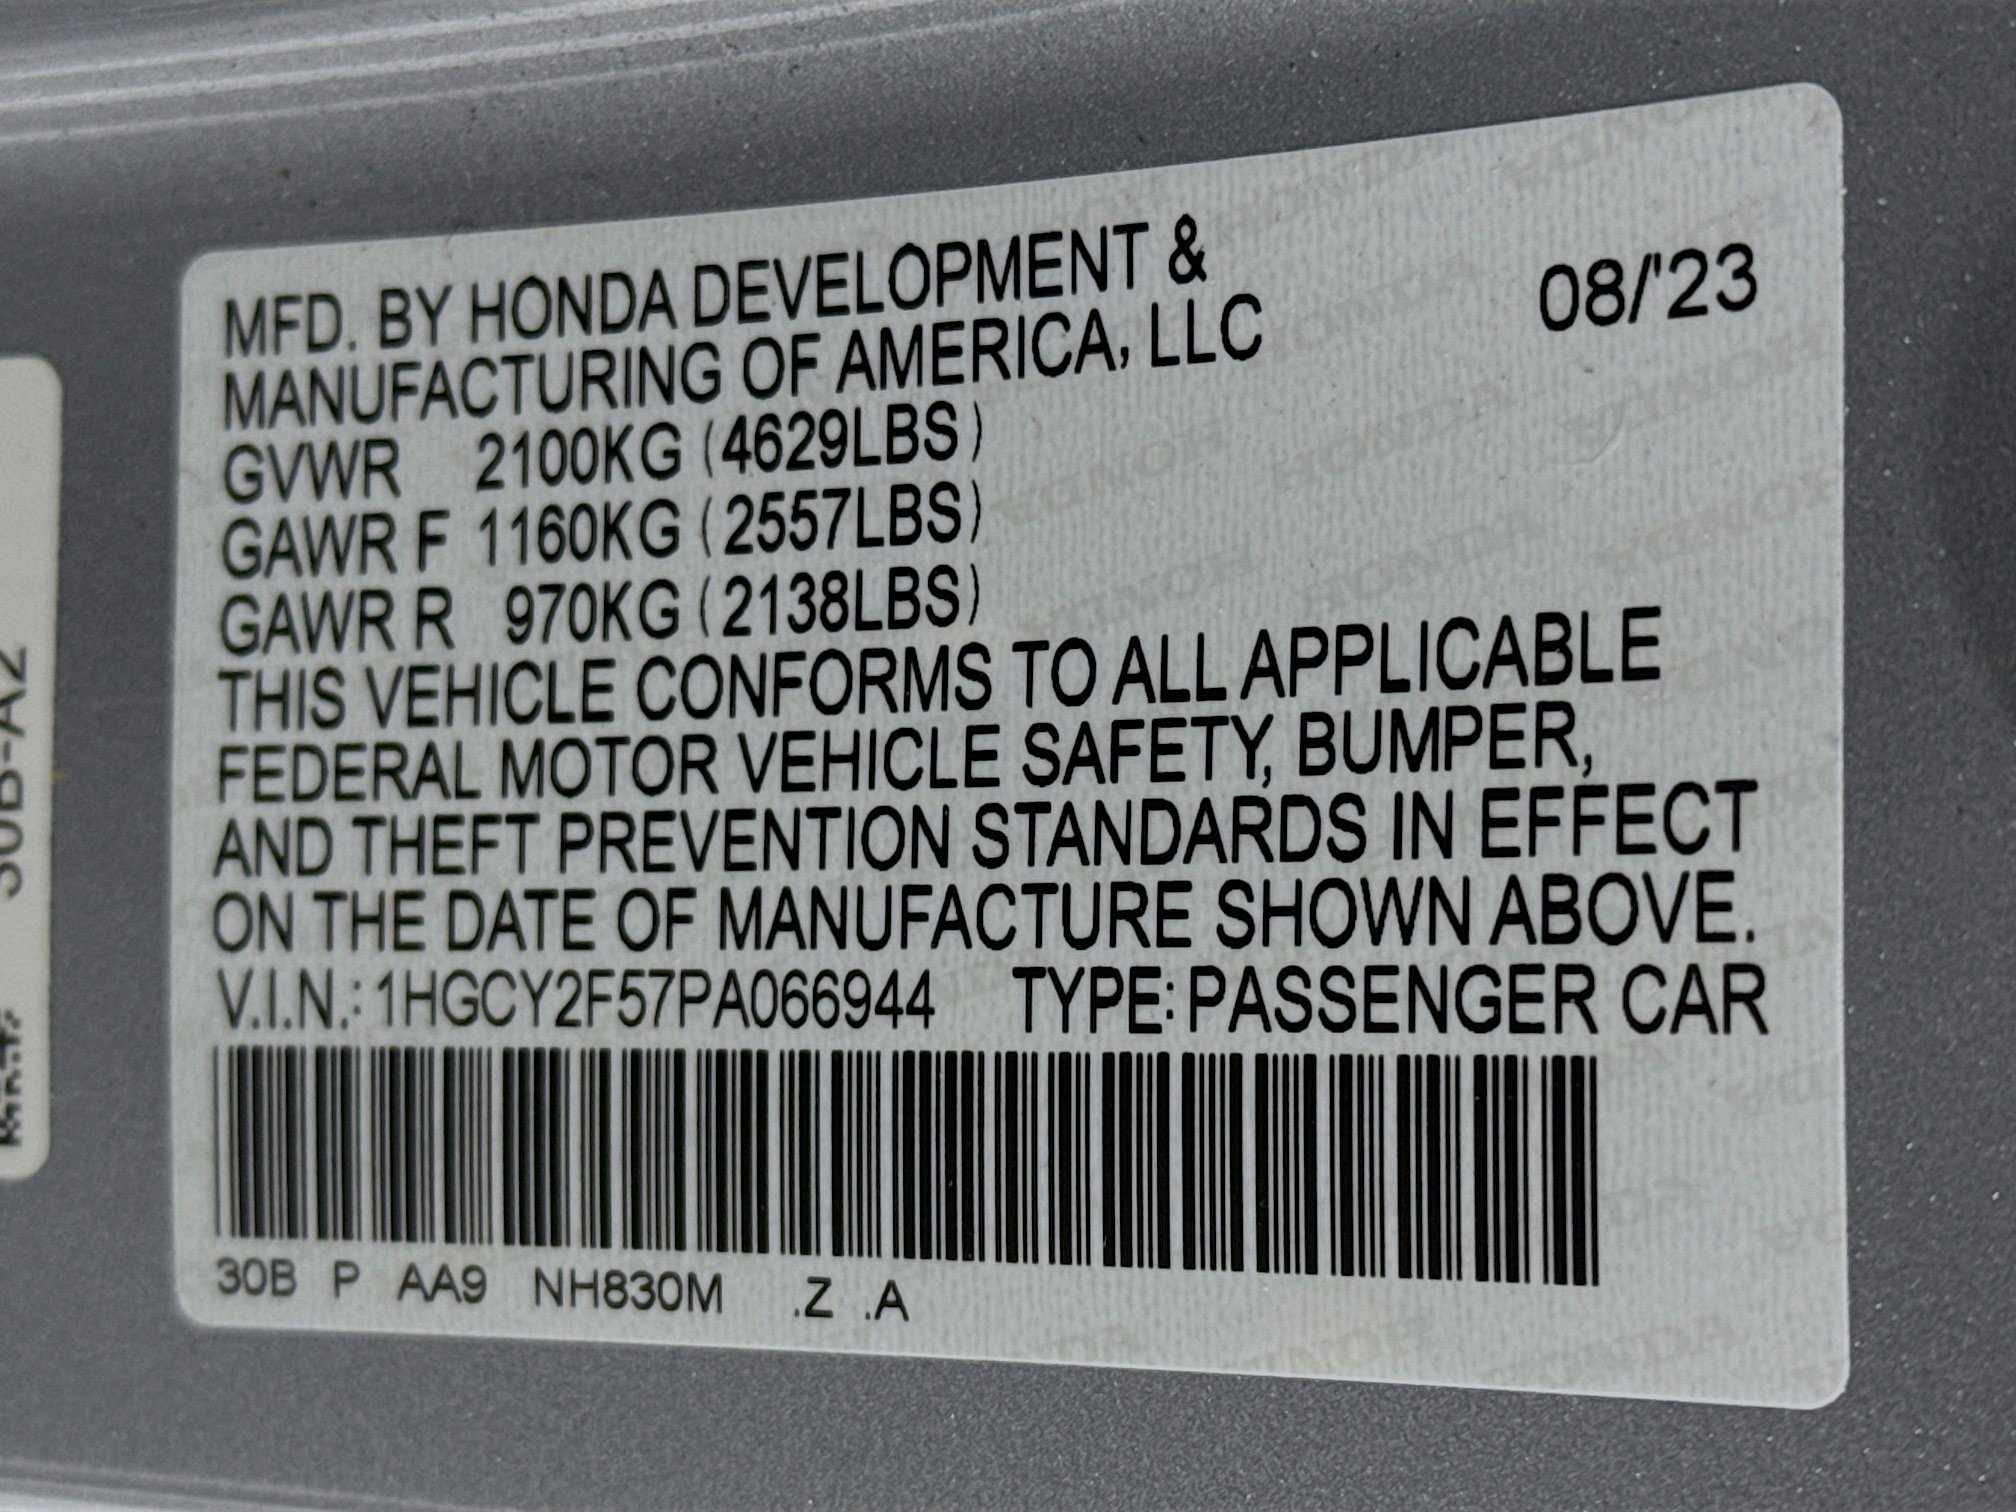 MFD. BY HONDA DEVELOPMENT &
MANUFACTURING OF AMERICA, LLC
08/'23
GVWR 2100KG (4629LBS)
GAWR F 1160KG (2557LBS)
GAWR R 970KG (2138LBS)
THIS VEHICLE CONFORMS TO ALL APPLICABLE
FEDERAL MOTOR VEHICLE SAFETY, BUMPER,
AND THEFT PREVENTION STANDARDS IN EFFECT
ON THE DATE OF MANUFACTURE SHOWN ABOVE.
V.I.N.: 1HGCY2F57PA066944 TYPE: PASSENGER CAR
30B P AA9 NH830M .Z .A
30B-A2